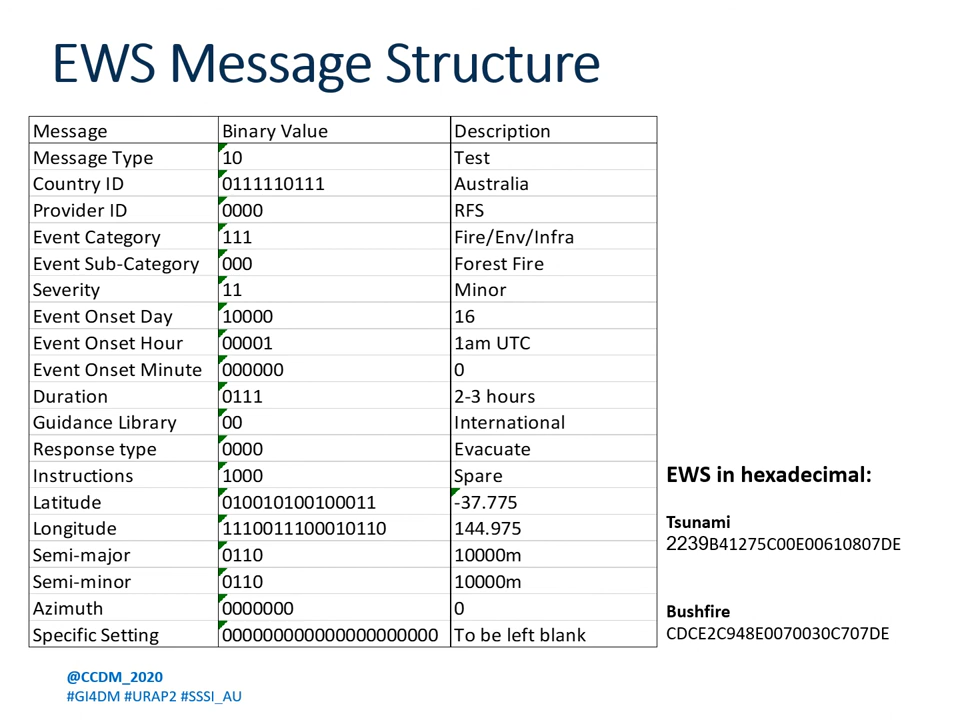 EWS Message Structure
Message Binary Value Description
Message Type 10 Test
Country ID 0111110111 Australia
Provider ID 0000 RFS
Event Category 111 Fire/Env/Infra
Event Sub-Category 000 Forest Fire
Severity 11 Minor
Event Onset Day 10000 16
Event Onset Hour 00001 1am UTC
Event Onset Minute 000000 0
Duration 0111 2-3 hours
Guidance Library 00 International
Response type 0000 Evacuate
Instructions 1000 Spare
Latitude 010010100100011 -37.775
Longitude 1110011100010110 144.975
Semi-major 0110 10000m
Semi-minor 0110 10000m
Azimuth 0000000 0
Specific Setting 000000000000000000000 To be left blank
EWS in hexadecimal:
Tsunami
2239B41275C00E00610807DE
Bushfire
CDCE2C948E0070030C707DE
@CCDM_2020
#GI4DM #URAP2 #SSSI_AU